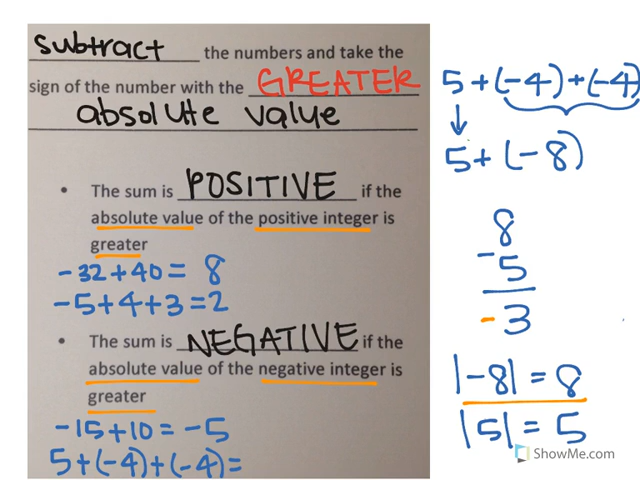 subtract the numbers and take the
sign of the number with the GREATER
absolute value
• The sum is POSITIVE if the
absolute value of the positive integer is
greater
-32+40= 8
-5+4+3=2
• The sum is NEGATIVE if the
absolute value of the negative integer is
greater
-15+10= -5
5+(-4)+(-4)=
5+(-4)+(-4)
5+(-8)
8
-5
-3
|-8| = 8
|5| = 5
ShowMe.com